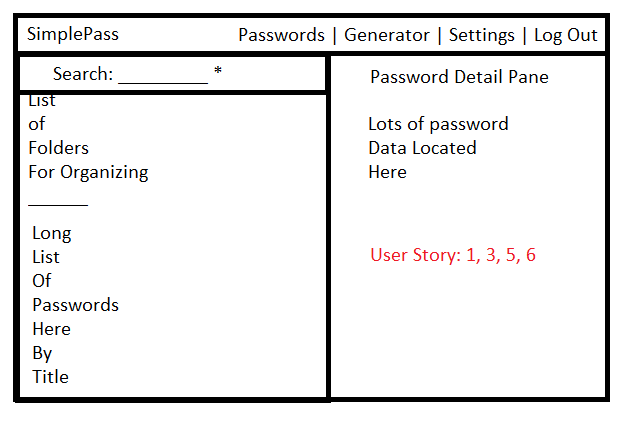 SimplePass
Passwords | Generator | Settings | Log Out
Search: _________ *
List
of
Folders
For Organizing
______
Long
List
Of
Passwords
Here
By
Title
Password Detail Pane
Lots of password
Data Located
Here
User Story: 1, 3, 5, 6